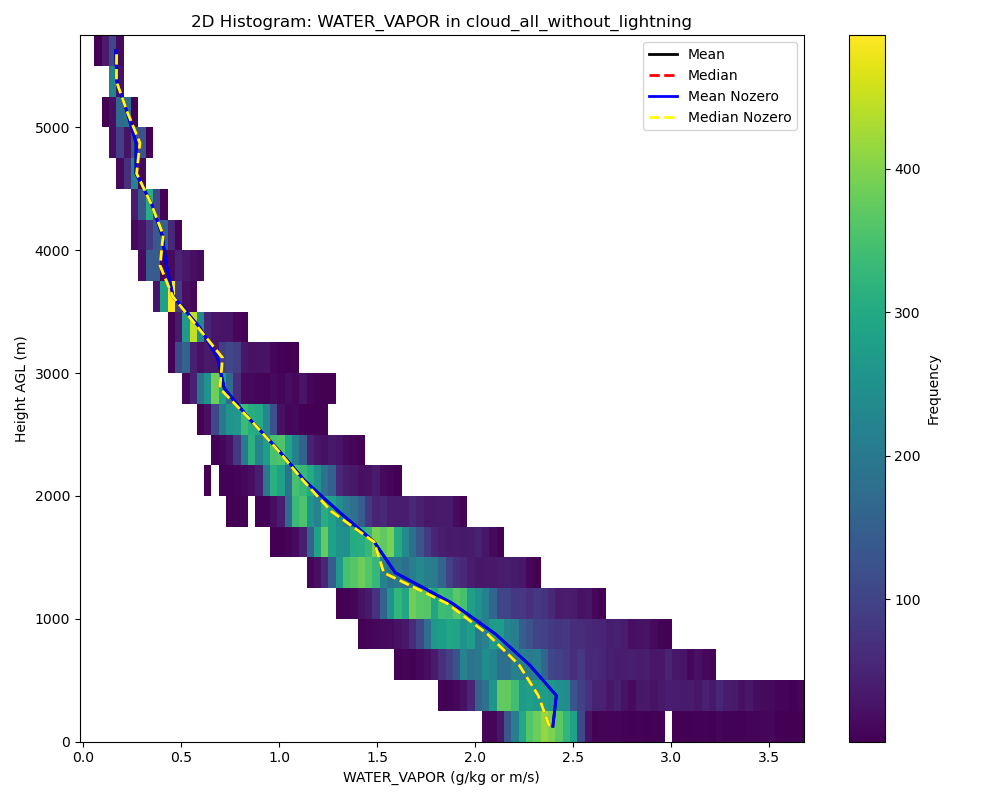 2D Histogram: WATER_VAPOR in cloud_all_without_lightning
Mean
Median
Mean Nozero
Median Nozero
Height AGL (m)
5000
4000
3000
2000
1000
0
0.0 0.5 1.0 1.5 2.0 2.5 3.0 3.5
WATER_VAPOR (g/kg or m/s)
400
300
200
100
Frequency